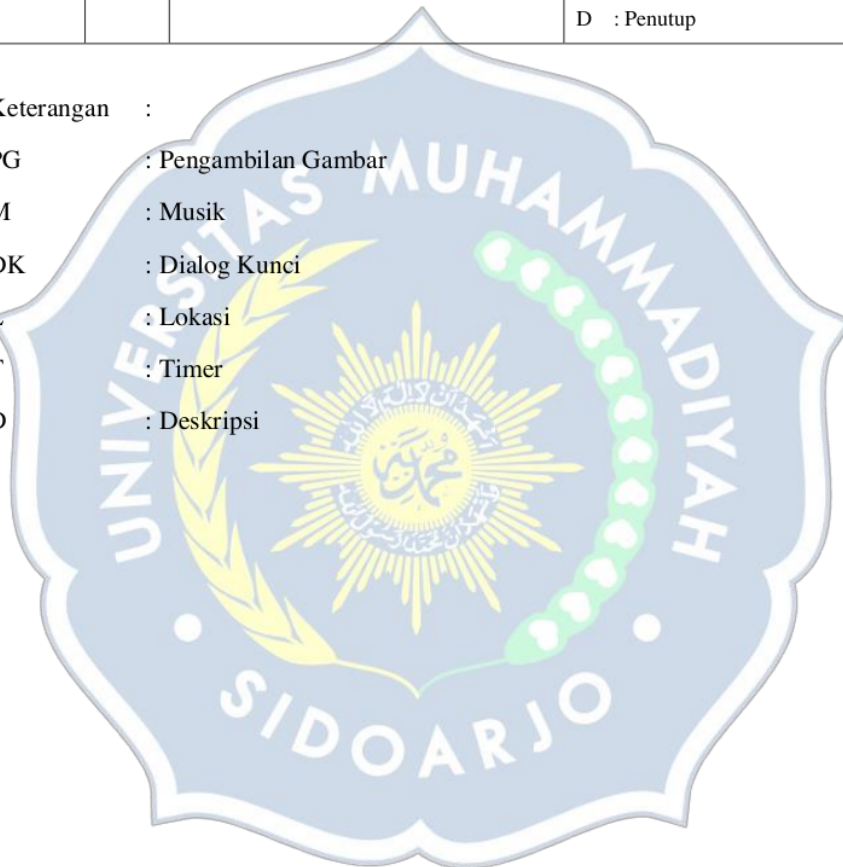 D : Penutup
Keterangan :
PG : Pengambilan Gambar
M : Musik
DK : Dialog Kunci
L : Lokasi
T : Timer
D : Deskripsi
UNIVERSITAS MUHAMMADIYAH
SIDOARJO